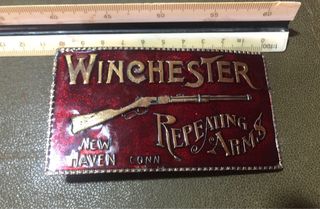 WINCHESTER
REPEATING
ARMS
NEW
HAVEN CONN